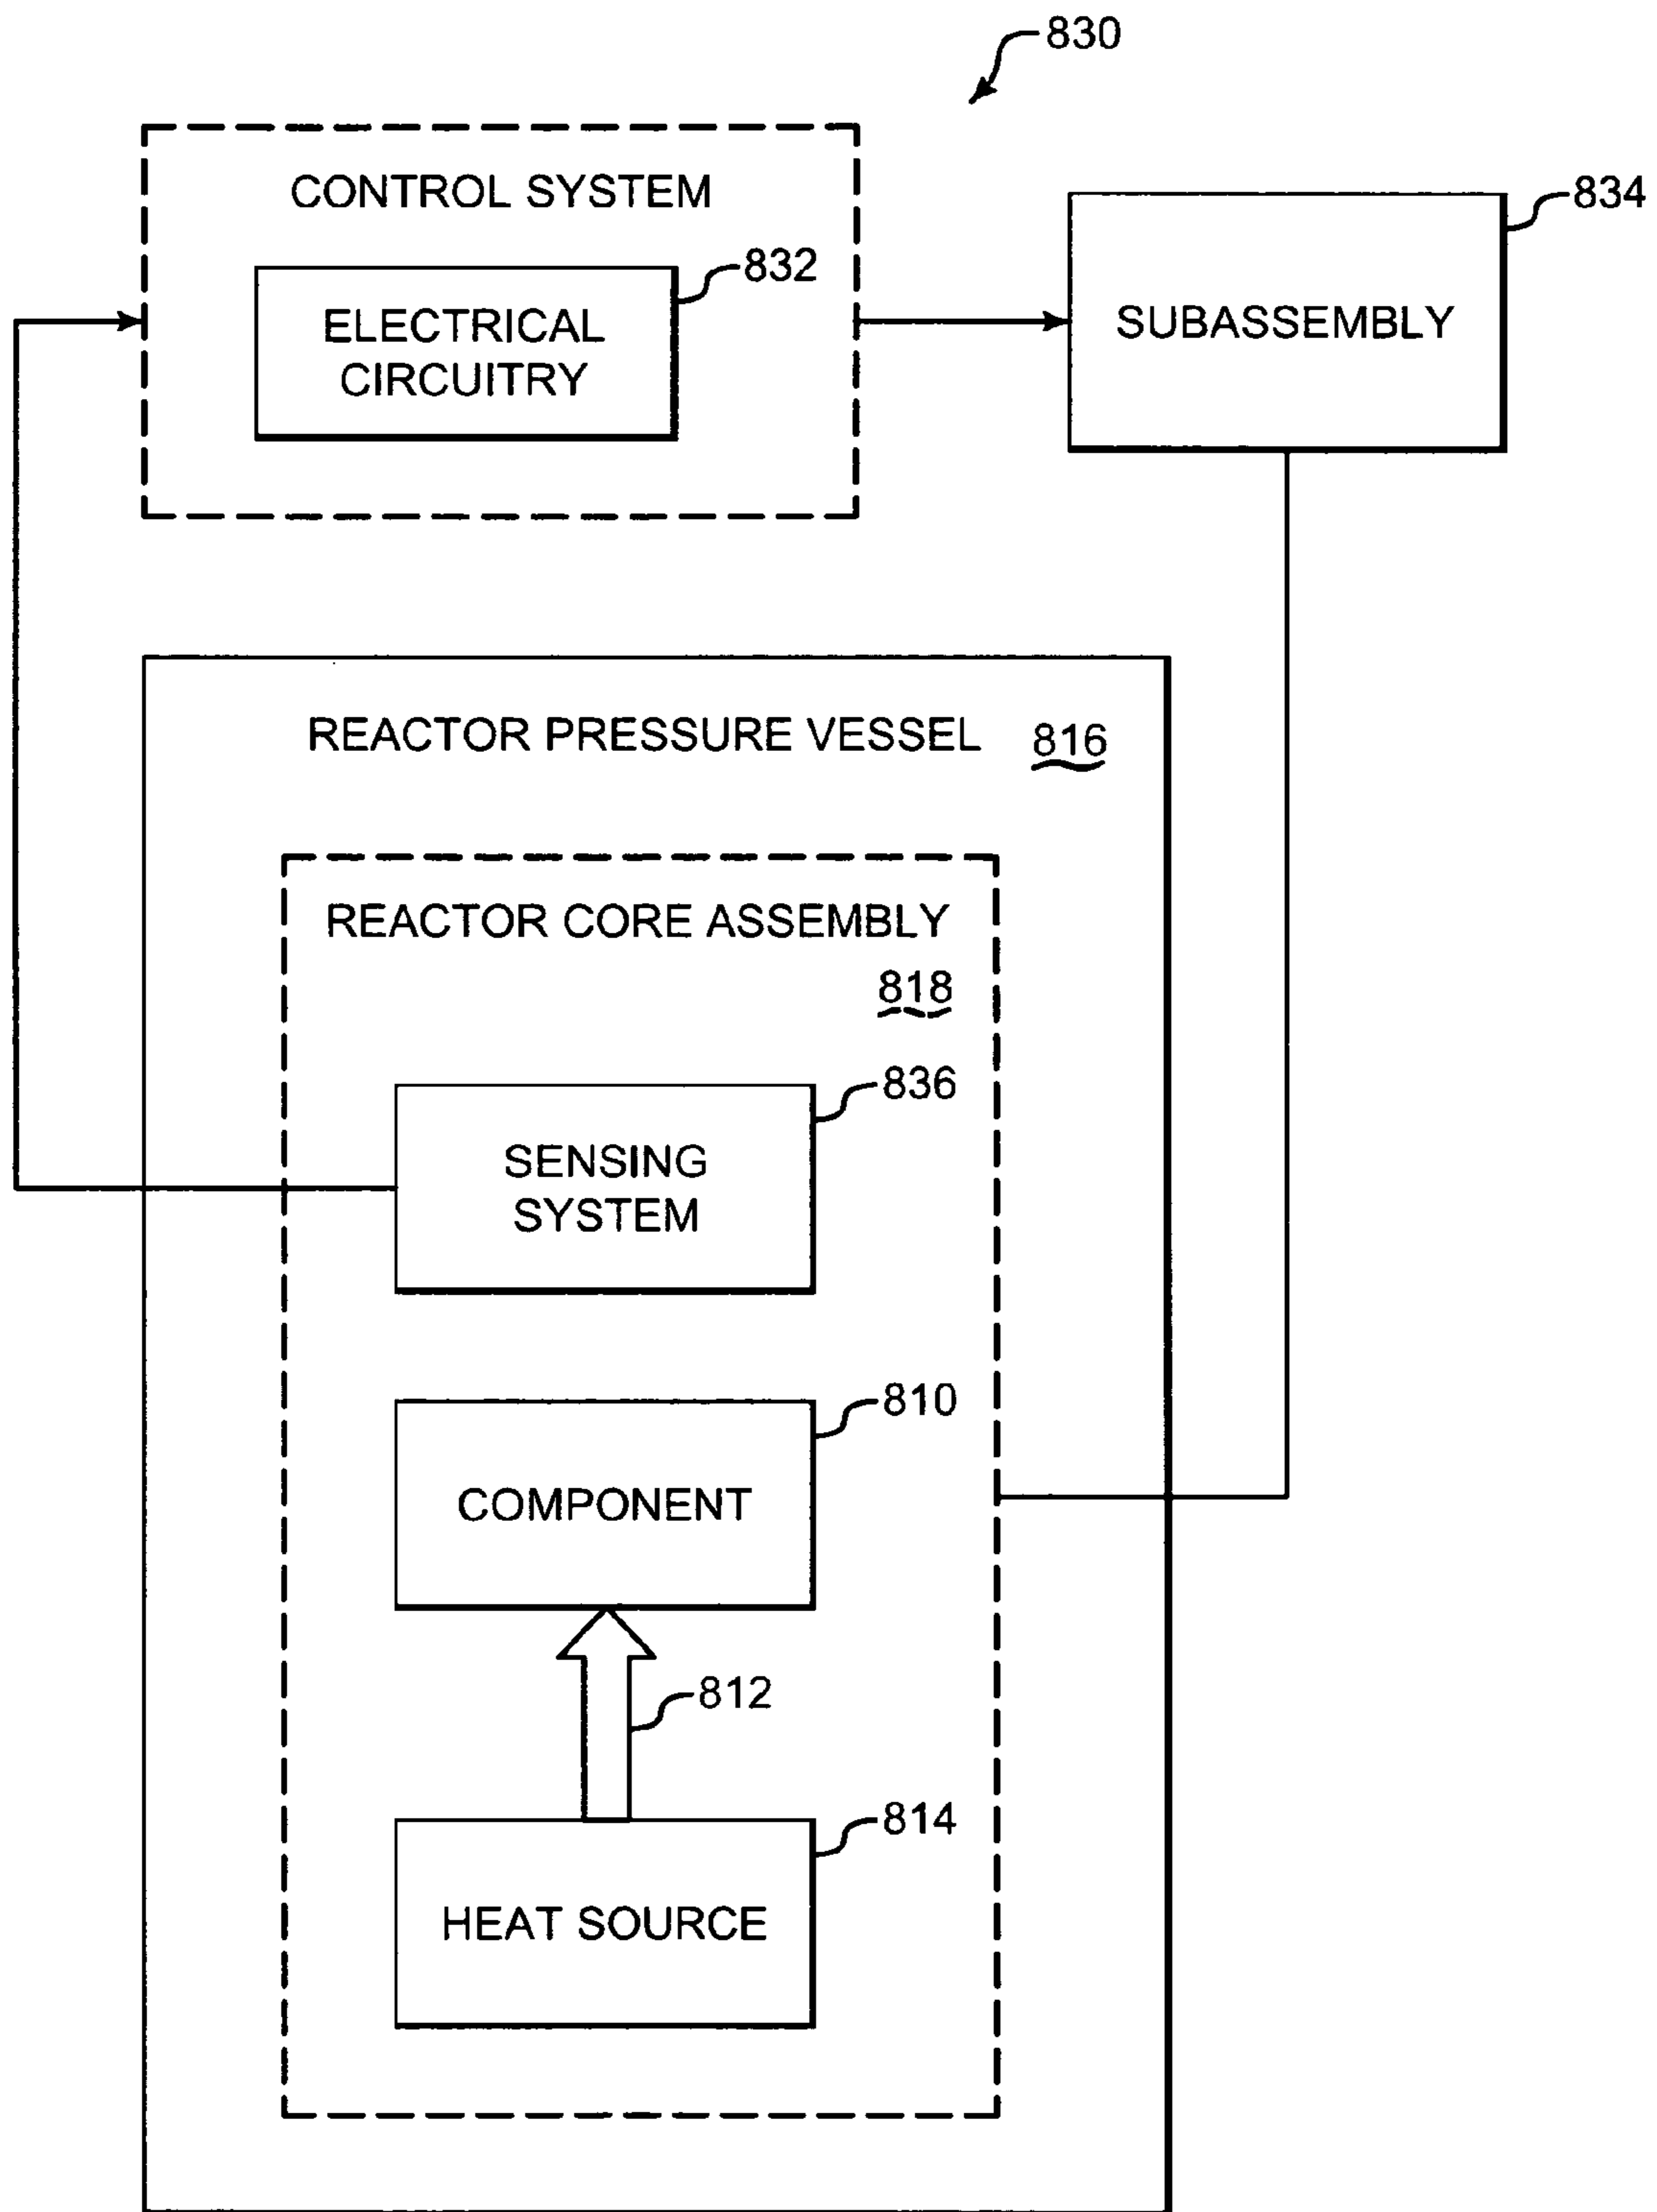 830
CONTROL SYSTEM
834
832
ELECTRICAL
CIRCUITRY
SUBASSEMBLY
REACTOR PRESSURE VESSEL 816
REACTOR CORE ASSEMBLY
818
836
SENSING
SYSTEM
810
COMPONENT
812
814
HEAT SOURCE